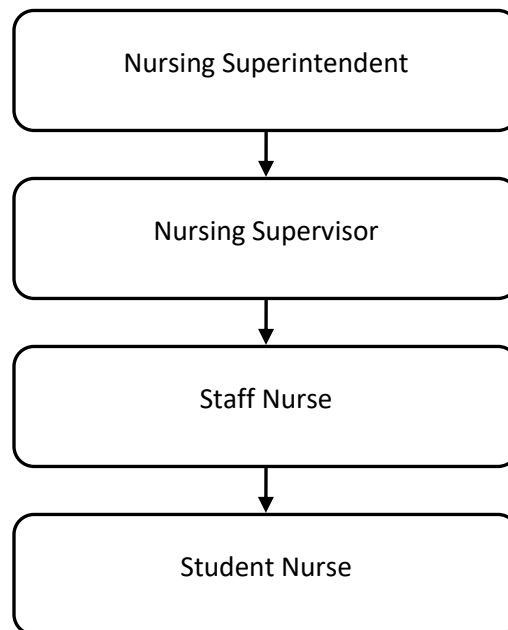 Nursing Superintendent
Nursing Supervisor
Staff Nurse
Student Nurse